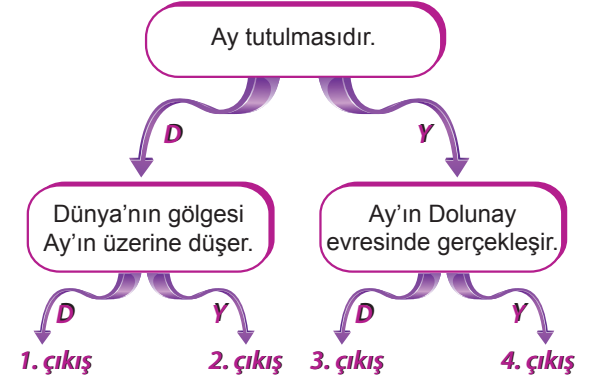 Ay tutulmasıdır.
D
Y
Dünya’nın gölgesi
Ay’ın üzerine düşer.
Ay’ın Dolunay
evresinde gerçekleşir.
D
Y
D
Y
1. çıkış
2. çıkış
3. çıkış
4. çıkış